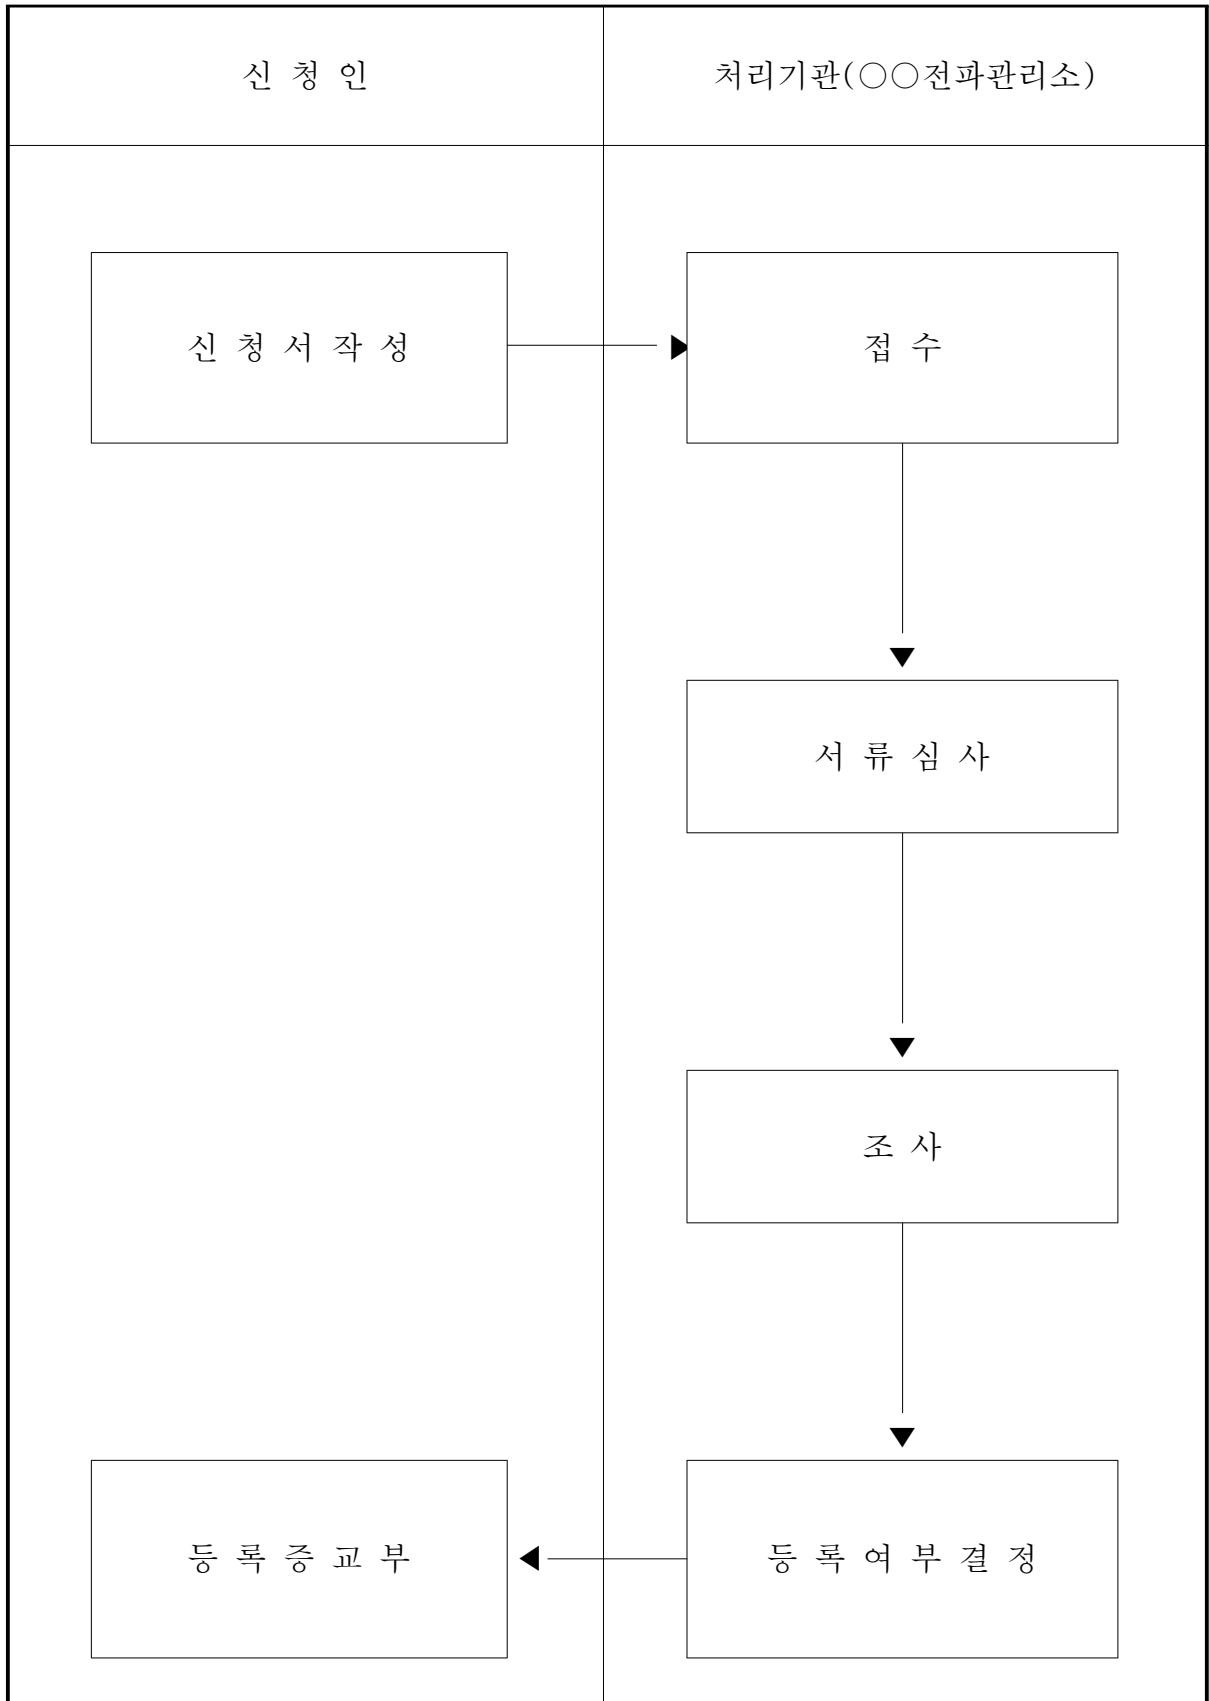 신 청 인
처리기관(○○전파관리소)
신 청 서 작 성
접 수
서 류 심 사
조 사
등 록 증 교 부
등 록 여 부 결 정